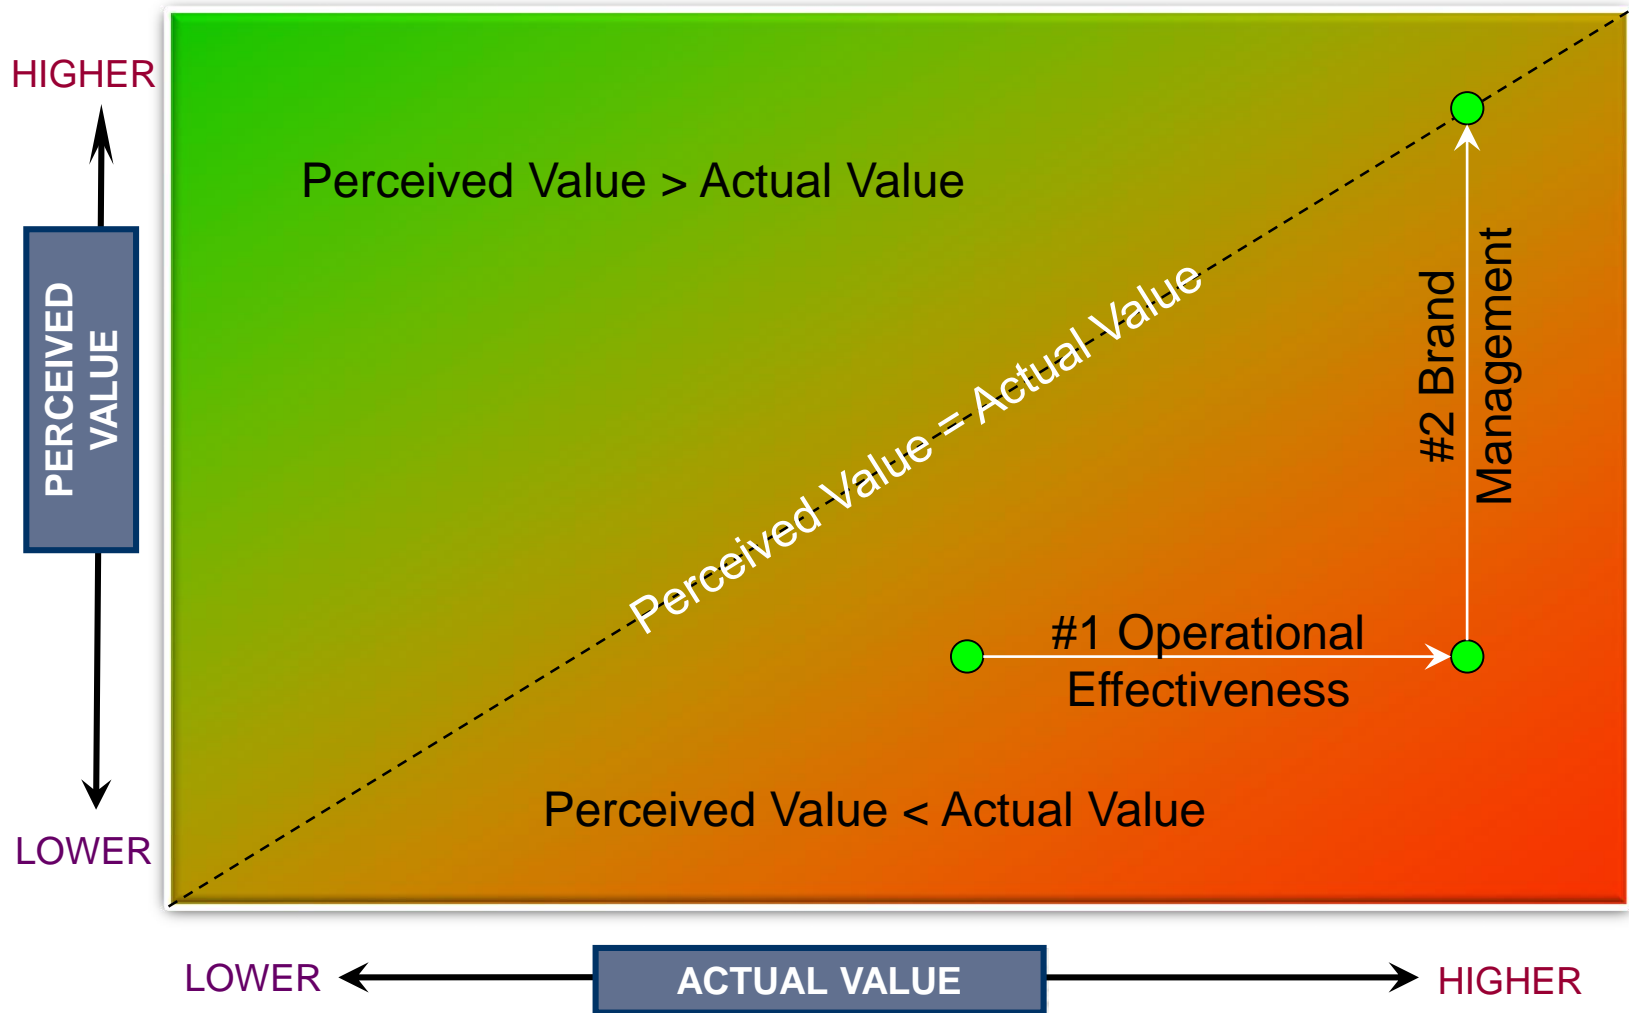 HIGHER
Perceived Value > Actual Value
PERCEIVED
VALUE
Perceived Value = Actual Value
#2 Brand
Management
#1 Operational
Effectiveness
Perceived Value < Actual Value
LOWER
LOWER
ACTUAL VALUE
HIGHER